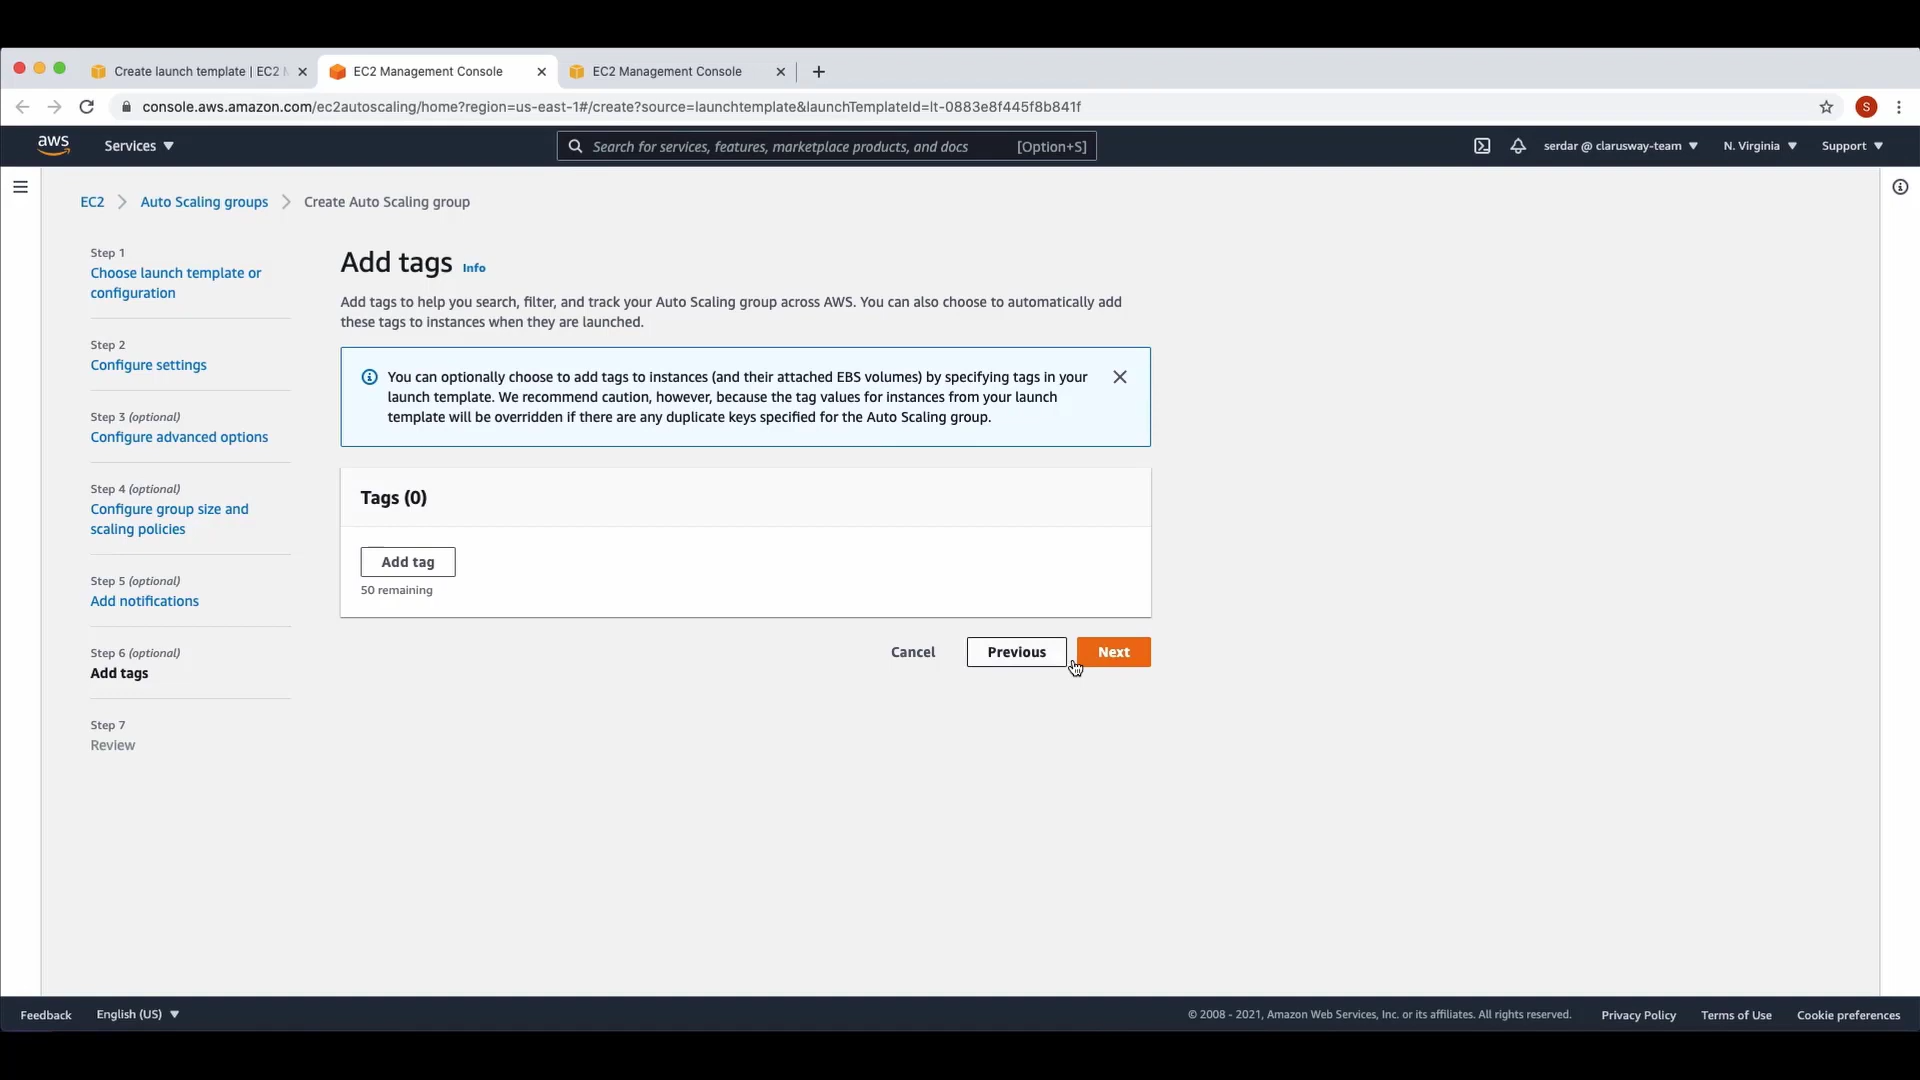 Create launch template | EC2 M
EC2 Management Console
EC2 Management Console
console.aws.amazon.com/ec2autoscaling/home?region=us-east-1#/create?source=launchtemplate&launchTemplateId=lt-0883e8f445f8b841f
S
aws
Services
Search for services, features, marketplace products, and docs
[Option+S]
serdar @ clarusway-team
N. Virginia
Support
EC2
Auto Scaling groups
Create Auto Scaling group
Step 1
Choose launch template or
configuration
Step 2
Configure settings
Step 3 (optional)
Configure advanced options
Step 4 (optional)
Configure group size and
scaling policies
Step 5 (optional)
Add notifications
Step 6 (optional)
Add tags
Step 7
Review
Add tags Info
Add tags to help you search, filter, and track your Auto Scaling group across AWS. You can also choose to automatically add
these tags to instances when they are launched.
You can optionally choose to add tags to instances (and their attached EBS volumes) by specifying tags in your
launch template. We recommend caution, however, because the tag values for instances from your launch
template will be overridden if there are any duplicate keys specified for the Auto Scaling group.
Tags (0)
Add tag
50 remaining
Cancel
Previous
Next
Feedback
English (US)
© 2008 - 2021, Amazon Web Services, Inc. or its affiliates. All rights reserved.
Privacy Policy
Terms of Use
Cookie preferences